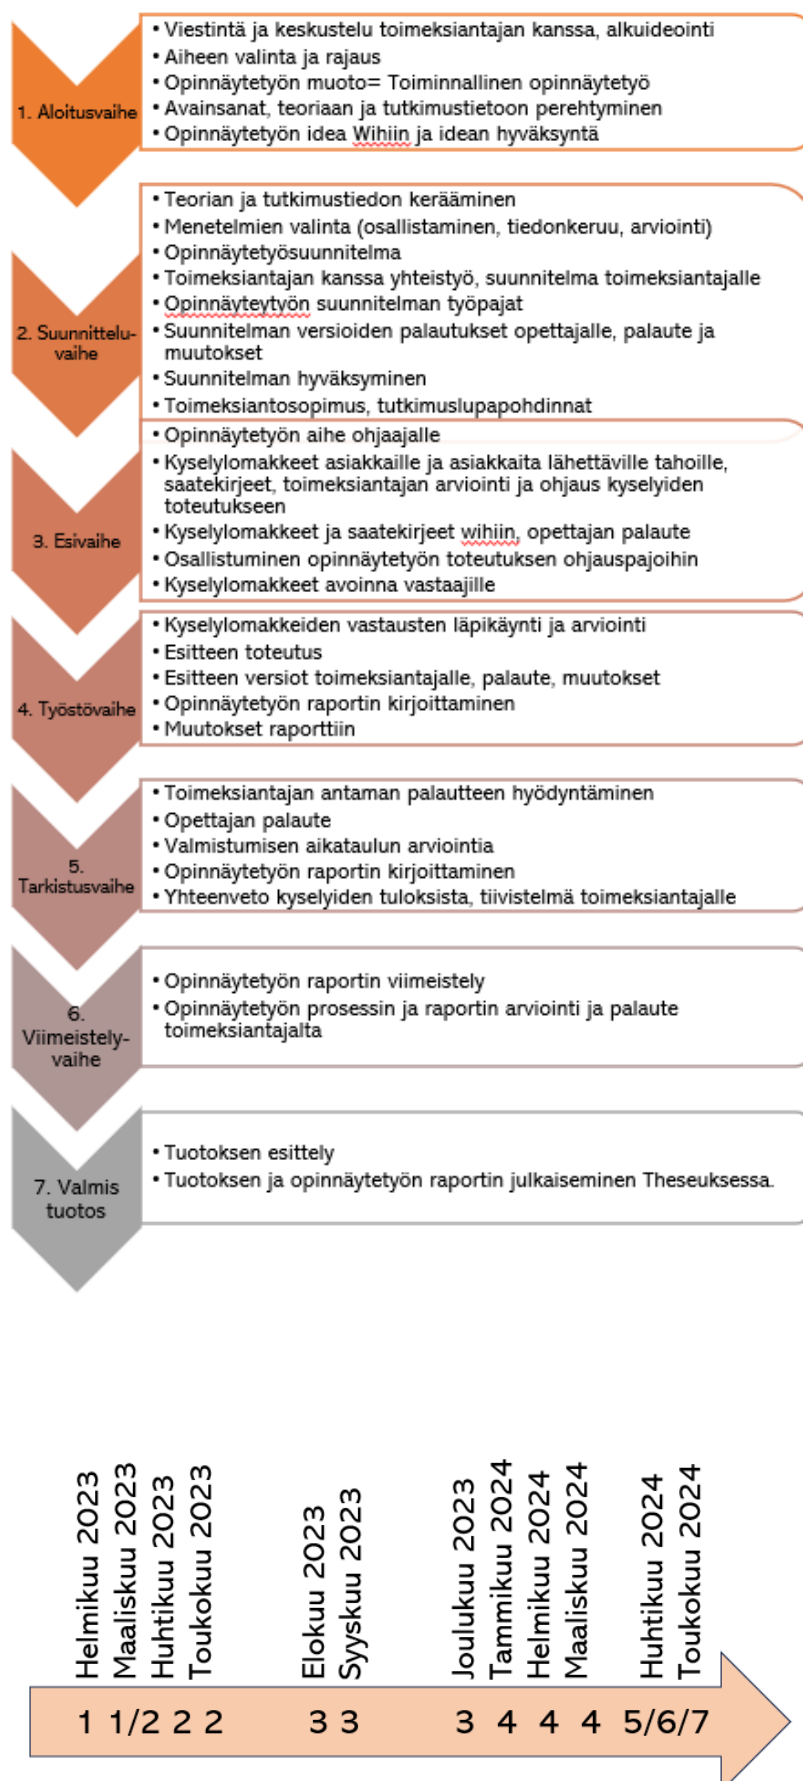 1. Aloitusvaihe
• Viestintä ja keskustelu toimeksiantajan kanssa, alkuideointi
• Aiheen valinta ja rajaus
• Opinnäytetyön muoto= Toiminnallinen opinnäytetyö
• Avainsanat, teoriaan ja tutkimustietoon perehtyminen
• Opinnäytetyön idea Wihiin ja idean hyväksyntä
2. Suunnittelu-
vaihe
• Teorian ja tutkimustiedon kerääminen
• Menetelmien valinta (osallistaminen, tiedonkeruu, arviointi)
• Opinnäytetyösuunnitelma
• Toimeksiantajan kanssa yhteistyö, suunnitelma toimeksiantajalle
• Opinnäyteytyön suunnitelman työpajat
• Suunnitelman versioiden palautukset opettajalle, palaute ja
muutokset
• Suunnitelman hyväksyminen
• Toimeksiantosopimus, tutkimuslupapohdinnat
3. Esivaihe
• Opinnäytetyön aihe ohjaajalle
• Kyselylomakkeet asiakkaille ja asiakkaita lähettäville tahoille,
saatekirjeet, toimeksiantajan arviointi ja ohjaus kyselyiden
toteutukseen
• Kyselylomakkeet ja saatekirjeet wihiin, opettajan palaute
• Osallistuminen opinnäytetyön toteutuksen ohjauspajoihin
• Kyselylomakkeet avoinna vastaajille
4. Työstövaihe
• Kyselylomakkeiden vastausten läpikäynti ja arviointi
• Esitteen toteutus
• Esitteen versiot toimeksiantajalle, palaute, muutokset
• Opinnäytetyön raportin kirjoittaminen
• Muutokset raporttiin
5.
Tarkistusvaihe
• Toimeksiantajan antaman palautteen hyödyntäminen
• Opettajan palaute
• Valmistumisen aikataulun arviointia
• Opinnäytetyön raportin kirjoittaminen
• Yhteenveto kyselyiden tuloksista, tiivistelmä toimeksiantajalle
6.
Viimeistely-
vaihe
• Opinnäytetyön raportin viimeistely
• Opinnäytetyön prosessin ja raportin arviointi ja palaute
toimeksiantajalta
7. Valmis
tuotos
• Tuotoksen esittely
• Tuotoksen ja opinnäytetyön raportin julkaiseminen Theseuksessa.
Helmikuu 2023
Maaliskuu 2023
Huhtikuu 2023
Toukokuu 2023
Elokuu 2023
Syyskuu 2023
Joulukuu 2023
Tammikuu 2024
Helmikuu 2024
Maaliskuu 2024
Huhtikuu 2024
Toukokuu 2024
1 1/2 2 2 3 3 3 4 4 4 5/6/7